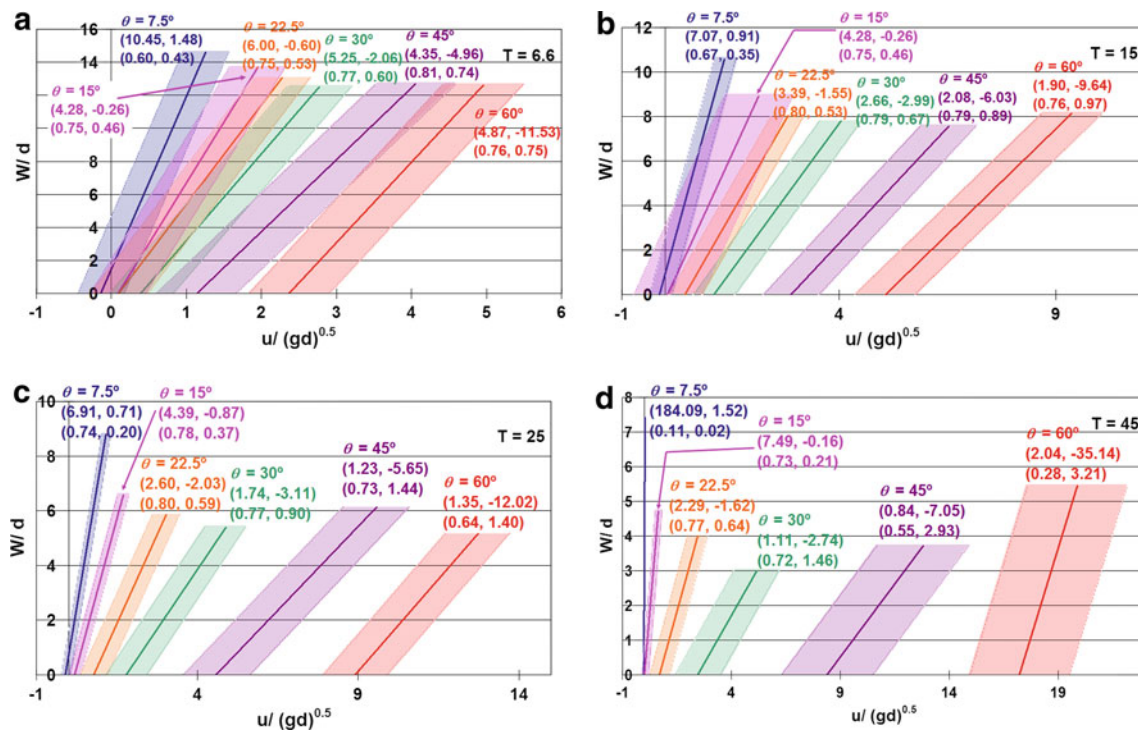 a
θ = 7.5º
(10.45, 1.48)
(0.60, 0.43)
θ = 22.5º
(6.00, -0.60)
(0.75, 0.53)
θ = 30º
(5.25, -2.06)
(0.77, 0.60)
θ = 45º
(4.35, -4.96)
(0.81, 0.74)
T = 6.6
θ = 15º
(4.28, -0.26)
(0.75, 0.46)
θ = 60º
(4.87, -11.53)
(0.76, 0.75)
16
14
12
10
8
6
4
2
0
W/ d
-1 0 1 2 3 4 5 6
u/ (gd)^0.5
b
θ = 7.5º
(7.07, 0.91)
(0.67, 0.35)
θ = 15º
(4.28, -0.26)
(0.75, 0.46)
T = 15
θ = 22.5º
(3.39, -1.55)
(0.80, 0.53)
θ = 30º
(2.66, -2.99)
(0.79, 0.67)
θ = 45º
(2.08, -6.03)
(0.79, 0.89)
θ = 60º
(1.90, -9.64)
(0.76, 0.97)
12
10
8
6
4
2
0
W/ d
-1 4 9
u/ (gd)^0.5
c
θ = 7.5º
(6.91, 0.71)
(0.74, 0.20)
θ = 15º
(4.39, -0.87)
(0.78, 0.37)
T = 25
θ = 22.5º
(2.60, -2.03)
(0.80, 0.59)
θ = 30º
(1.74, -3.11)
(0.77, 0.90)
θ = 45º
(1.23, -5.65)
(0.73, 1.44)
θ = 60º
(1.35, -12.02)
(0.64, 1.40)
10
8
6
4
2
0
W/ d
-1 4 9 14
u/ (gd)^0.5
d
θ = 7.5º
(184.09, 1.52)
(0.11, 0.02)
θ = 15º
(7.49, -0.16)
(0.73, 0.21)
T = 45
θ = 22.5º
(2.29, -1.62)
(0.77, 0.64)
θ = 30º
(1.11, -2.74)
(0.72, 1.46)
θ = 45º
(0.84, -7.05)
(0.55, 2.93)
θ = 60º
(2.04, -35.14)
(0.28, 3.21)
8
7
6
5
4
3
2
1
0
W/ d
-1 4 9 14 19
u/ (gd)^0.5